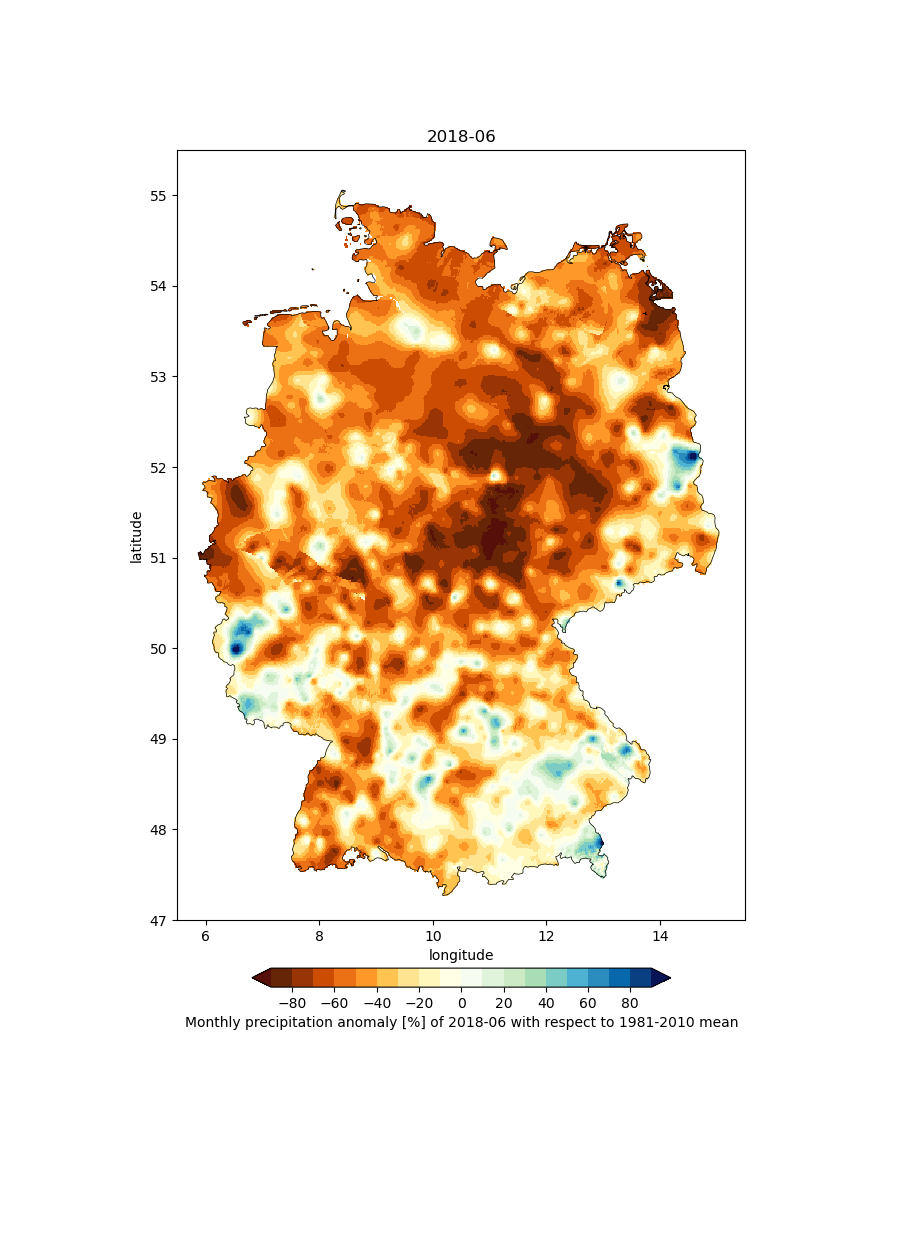 2018-06
55
54
53
52
51
50
49
48
47
latitude
6 8 10 12 14
longitude
−80 −60 −40 −20 0 20 40 60 80
Monthly precipitation anomaly [%] of 2018-06 with respect to 1981-2010 mean